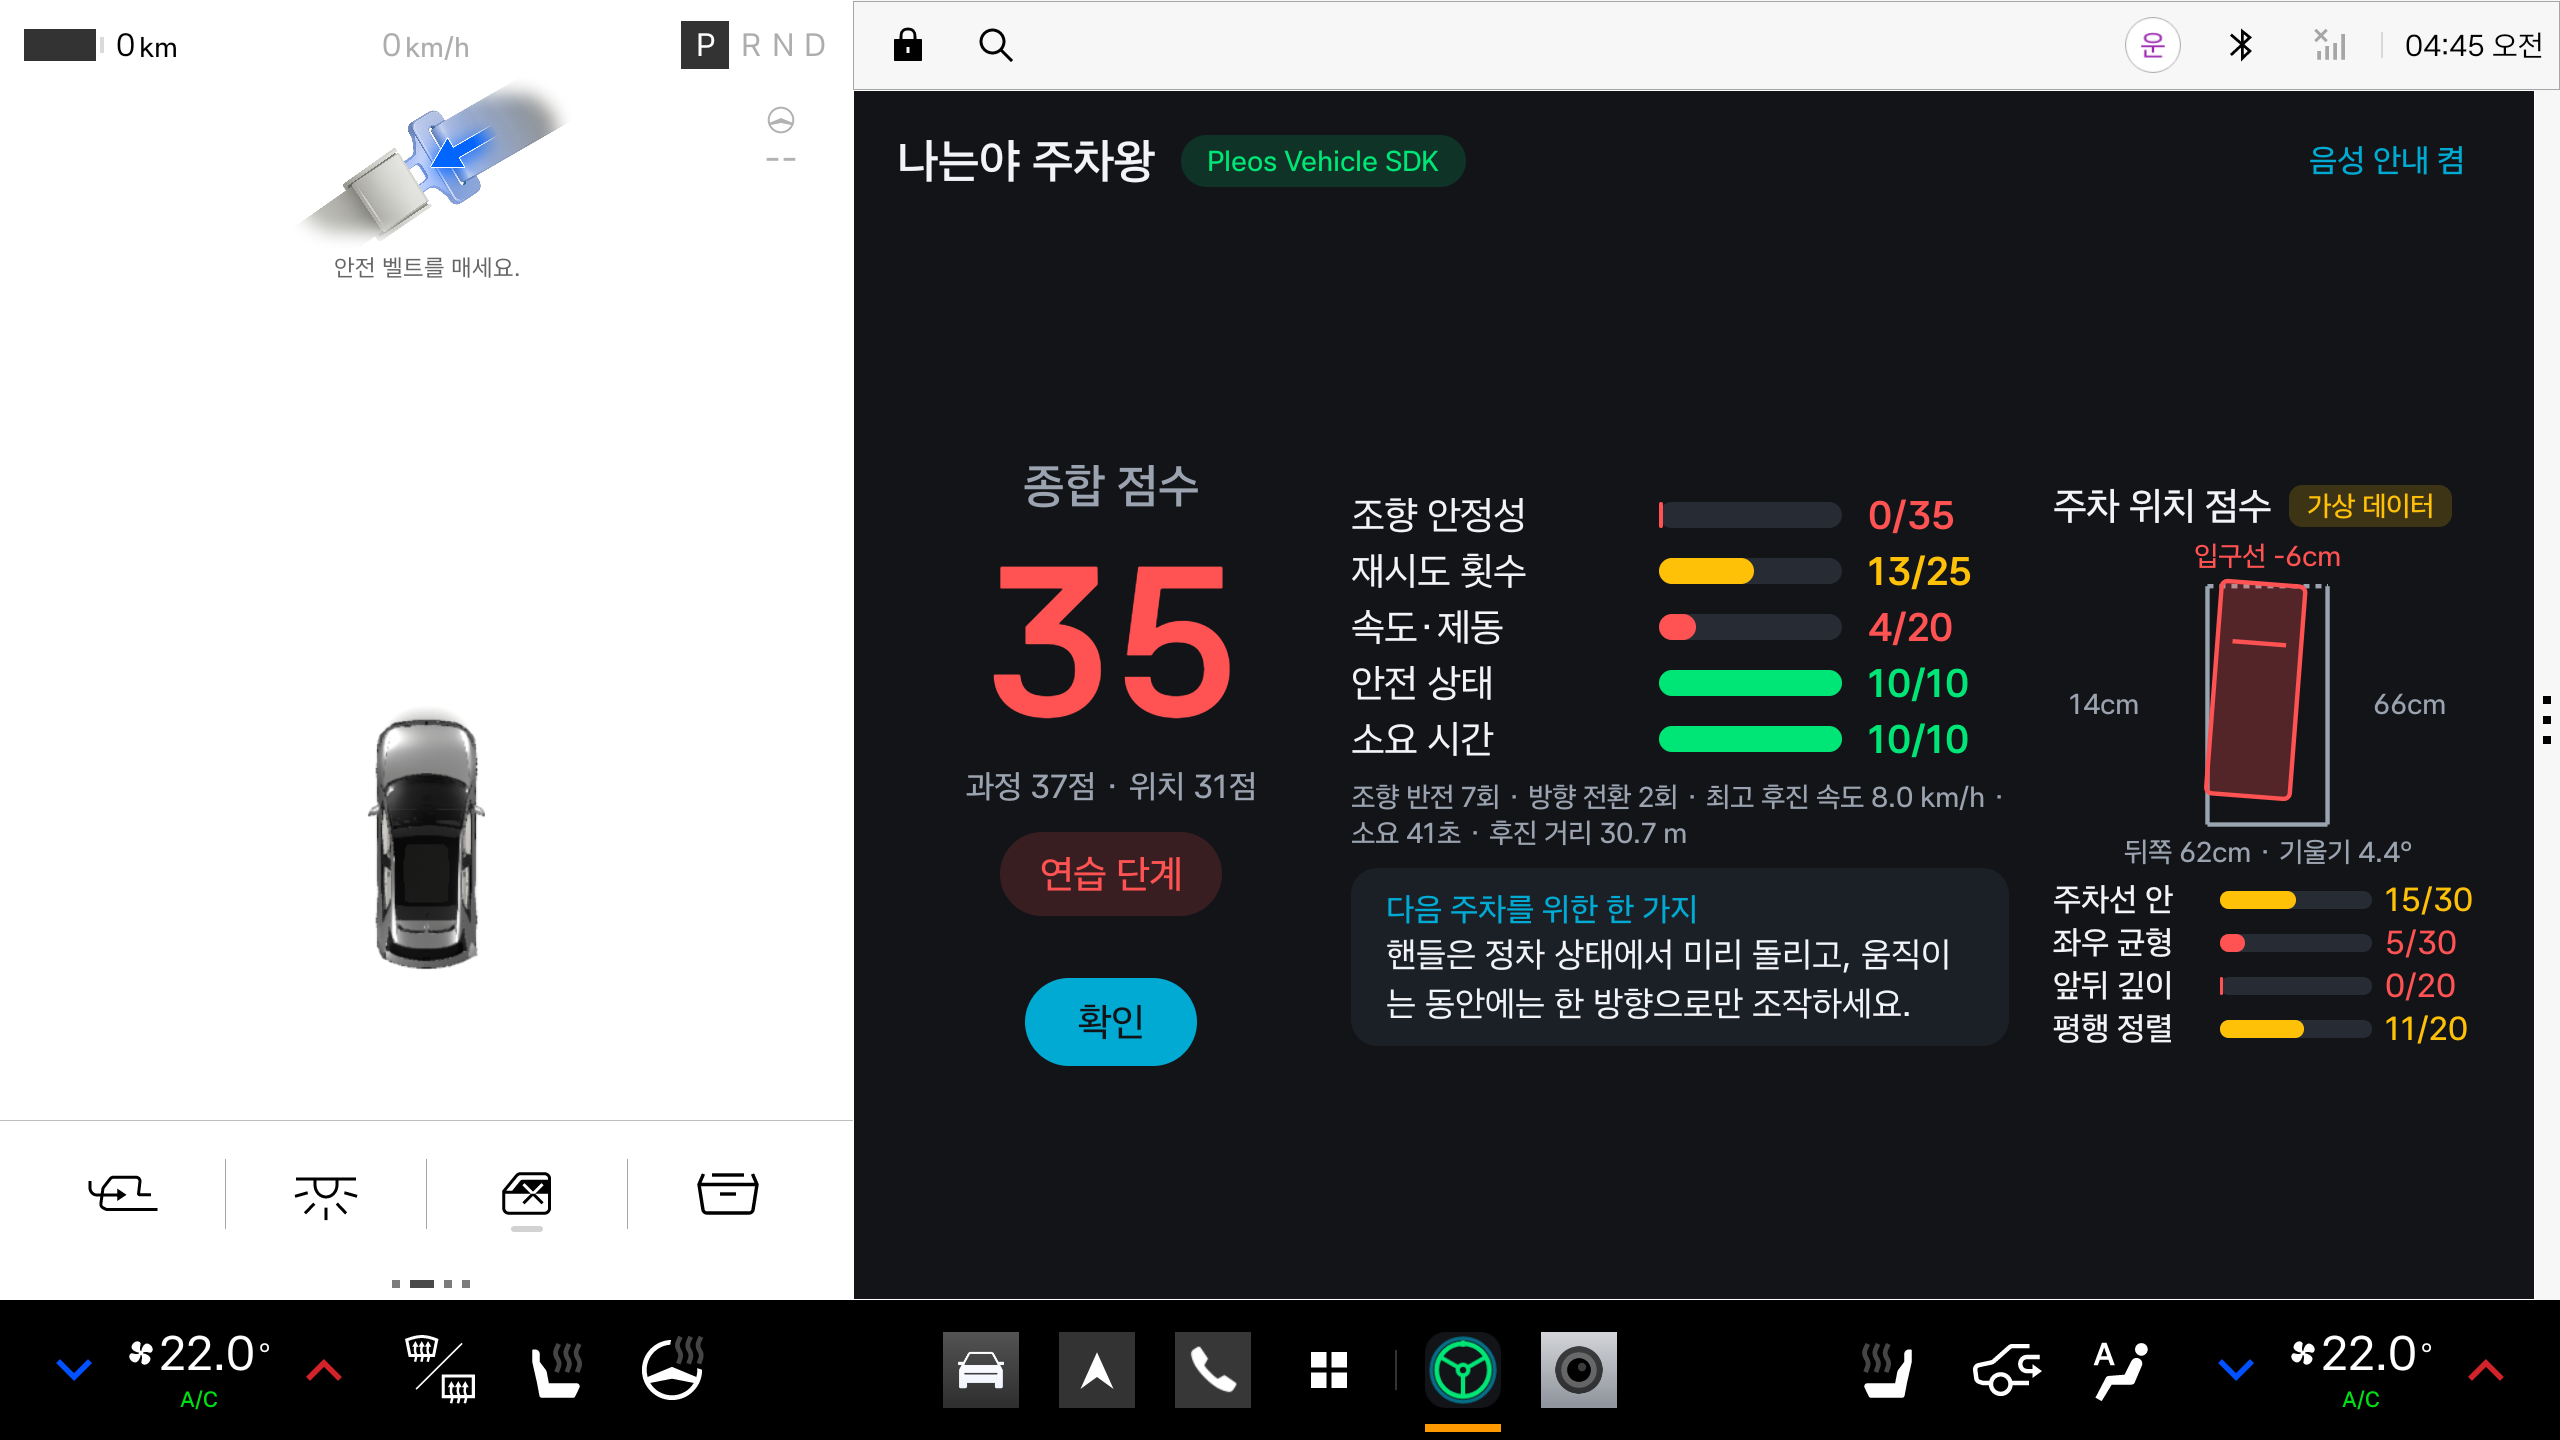 0 km
0 km/h
P R N D
--
안전 벨트를 매세요.
운
04:45 오전
나는야 주차왕
Pleos Vehicle SDK
음성 안내 켬
종합 점수
35
과정 37점 · 위치 31점
연습 단계
확인
조향 안정성 0/35
재시도 횟수 13/25
속도·제동 4/20
안전 상태 10/10
소요 시간 10/10
조향 반전 7회 · 방향 전환 2회 · 최고 후진 속도 8.0 km/h ·
소요 41초 · 후진 거리 30.7 m
다음 주차를 위한 한 가지
핸들은 정차 상태에서 미리 돌리고, 움직이
는 동안에는 한 방향으로만 조작하세요.
주차 위치 점수 가상 데이터
입구선 -6cm
14cm 66cm
뒤쪽 62cm · 기울기 4.4°
주차선 안 15/30
좌우 균형 5/30
앞뒤 깊이 0/20
평행 정렬 11/20
22.0°
A/C
A
22.0°
A/C